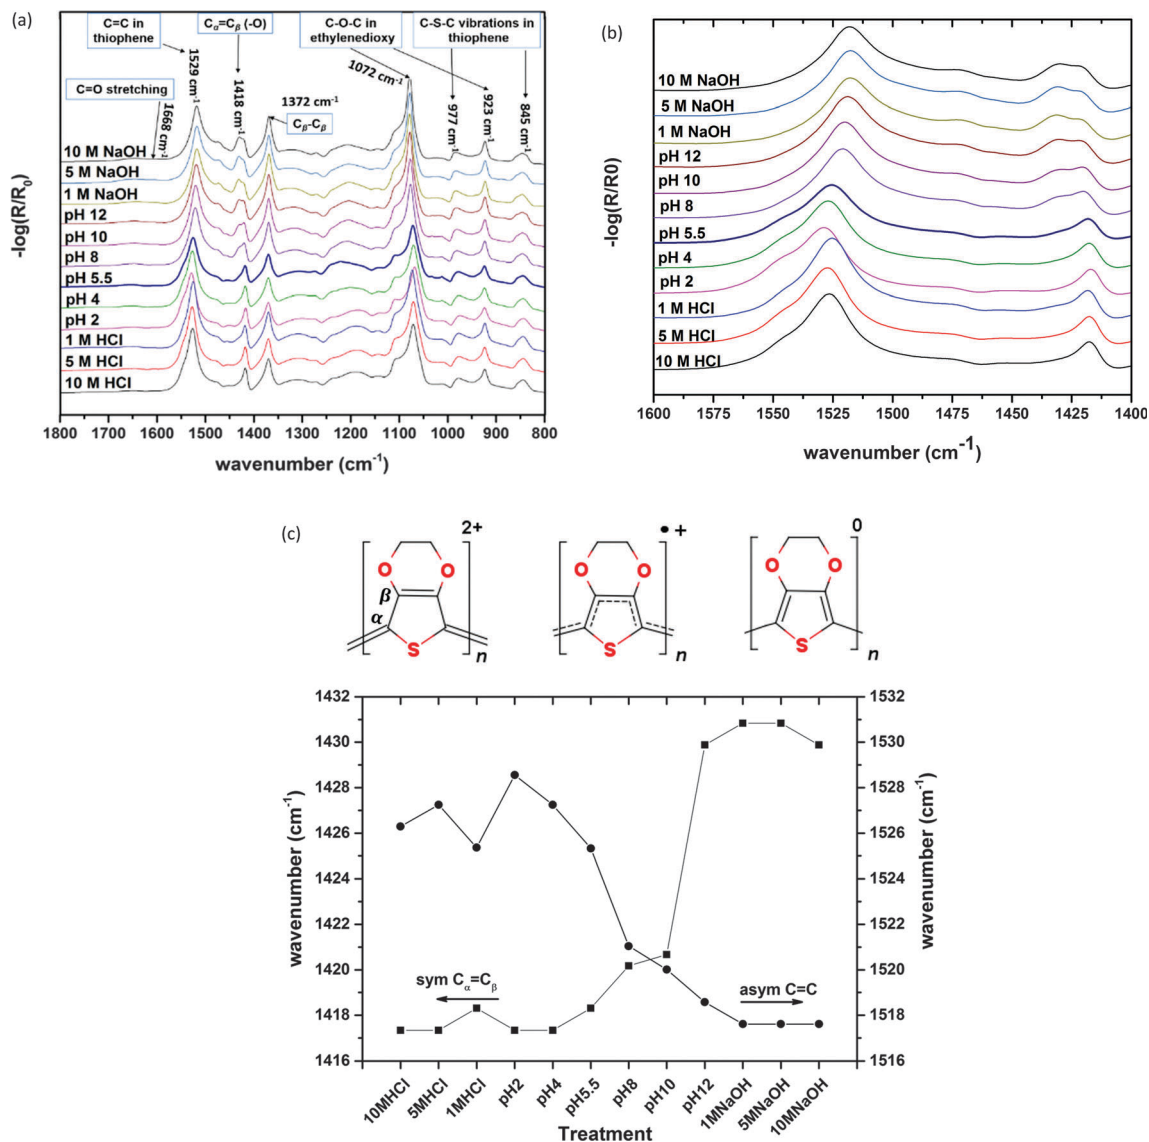 (a)
C=C in
thiophene
Cα=Cβ (-O)
C-O-C in
ethylenedioxy
C-S-C vibrations in
thiophene
C=O stretching
1668 cm-1
1529 cm-1
1418 cm-1
1372 cm-1
Cβ-Cβ
1072 cm-1
977 cm-1
923 cm-1
845 cm-1
10 M NaOH
5 M NaOH
1 M NaOH
pH 12
pH 10
pH 8
pH 5.5
pH 4
pH 2
1 M HCl
5 M HCl
10 M HCl
-log(R/R0)
1800 1700 1600 1500 1400 1300 1200 1100 1000 900 800
wavenumber (cm-1)
(b)
10 M NaOH
5 M NaOH
1 M NaOH
pH 12
pH 10
pH 8
pH 5.5
pH 4
pH 2
1 M HCl
5 M HCl
10 M HCl
-log(R/R0)
1600 1575 1550 1525 1500 1475 1450 1425 1400
wavenumber (cm-1)
(c)
2+
O O
β
α
S
n
• +
O O
S
n
0
O O
S
n
1432 1532
1430 1530
1428 1528
1426 1526
1424 1524
1422 1522
1420 1520
1418 1518
1416 1516
wavenumber (cm-1)
wavenumber (cm-1)
sym Cα=Cβ
asym C=C
10MHCl 5MHCl 1MHCl pH2 pH4 pH5.5 pH8 pH10 pH12 1MNaOH 5MNaOH 10MNaOH
Treatment